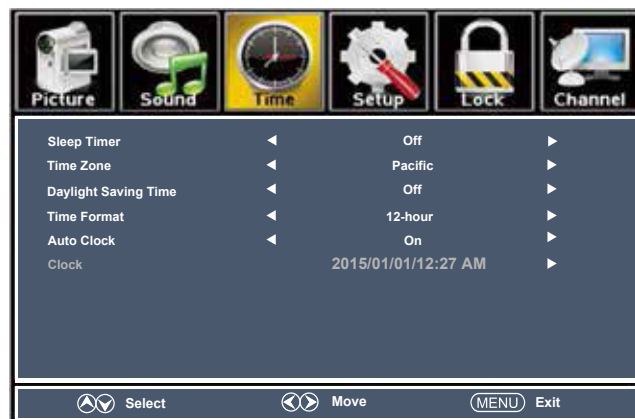 Picture Sound Time Setup Lock Channel
Sleep Timer Off
Time Zone Pacific
Daylight Saving Time Off
Time Format 12-hour
Auto Clock On
Clock 2015/01/01/12:27 AM
Select Move MENU Exit